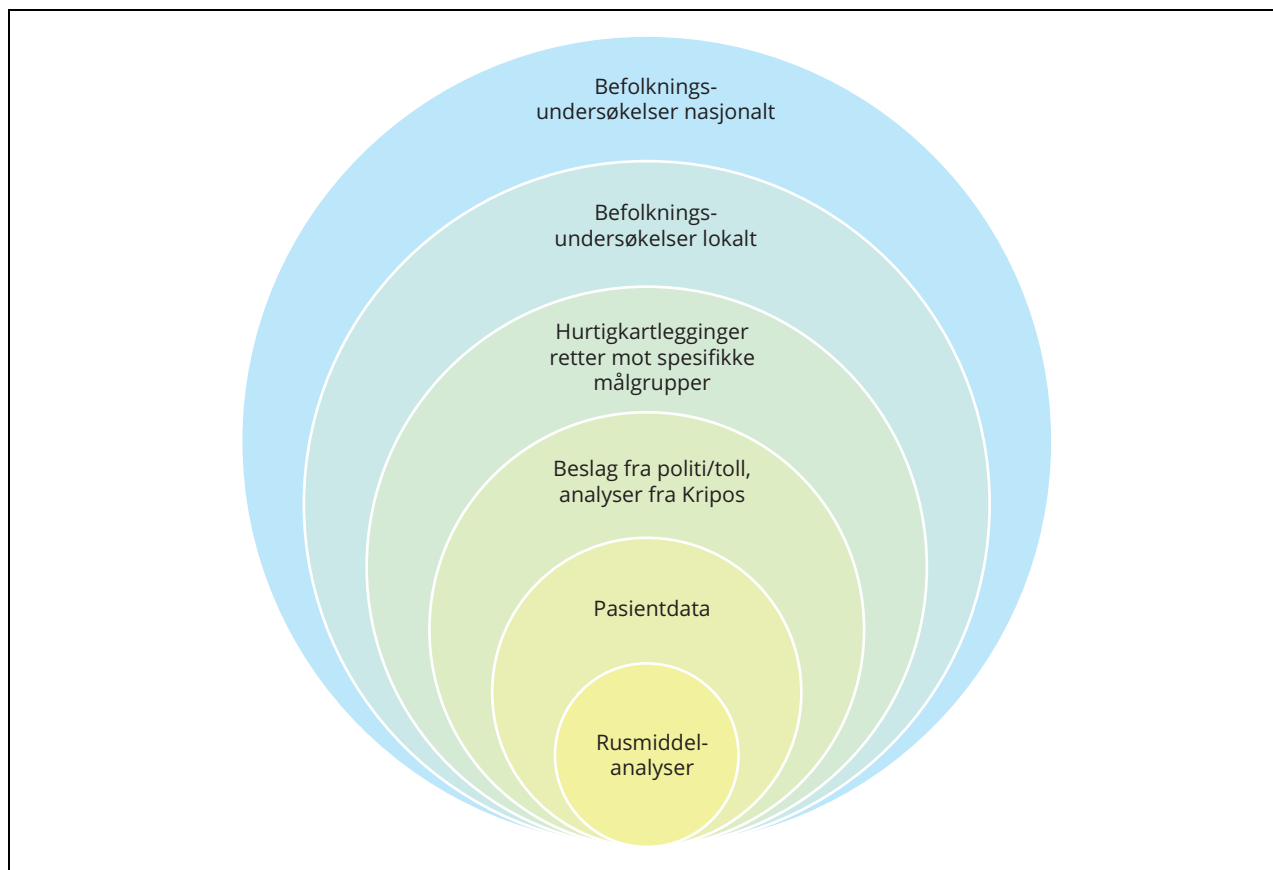 Befolknings-
undersøkelser nasjonalt
Befolknings-
undersøkelser lokalt
Hurtigkartlegginger
retter mot spesifikke
målgrupper
Beslag fra politi/toll,
analyser fra Kripos
Pasientdata
Rusmiddel-
analyser